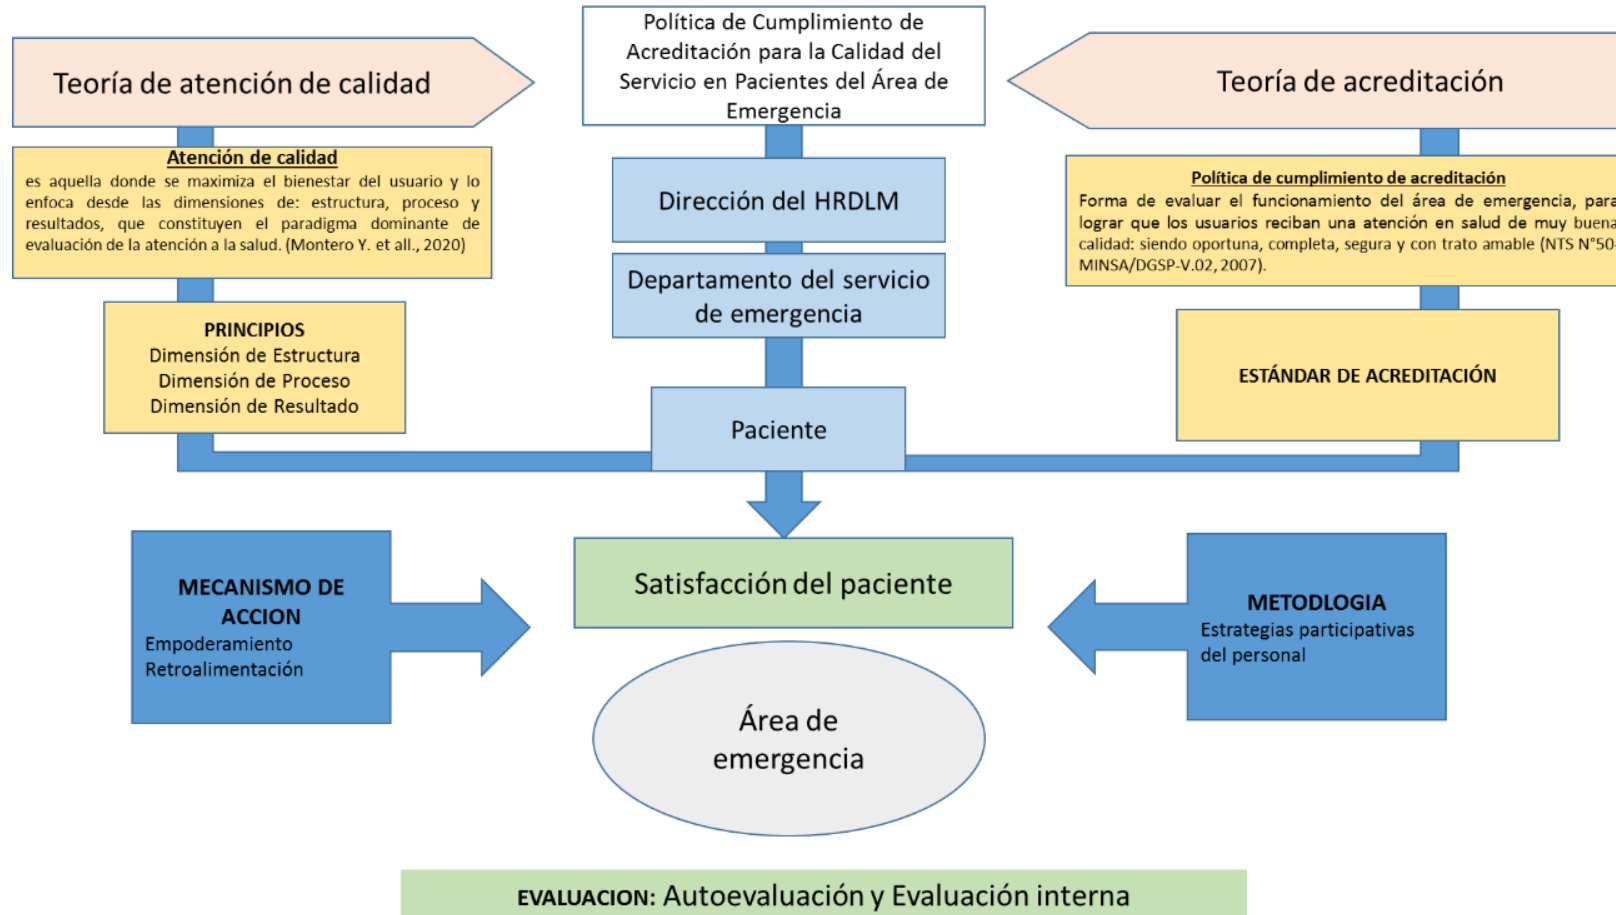 Política de Cumplimiento de
Acreditación para la Calidad del
Servicio en Pacientes del Área de
Emergencia
Teoría de atención de calidad
Teoría de acreditación
Atención de calidad
es aquella donde se maximiza el bienestar del usuario y lo
enfoca desde las dimensiones de: estructura, proceso y
resultados, que constituyen el paradigma dominante de
evaluación de la atención a la salud. (Montero Y. et all., 2020)
Dirección del HRDLM
Política de cumplimiento de acreditación
Forma de evaluar el funcionamiento del área de emergencia, para
lograr que los usuarios reciban una atención en salud de muy buena
calidad: siendo oportuna, completa, segura y con trato amable (NTS N°50-
MINSA/DGSP-V.02, 2007).
Departamento del servicio
de emergencia
PRINCIPIOS
Dimensión de Estructura
Dimensión de Proceso
Dimensión de Resultado
ESTÁNDAR DE ACREDITACIÓN
Paciente
MECANISMO DE
ACCION
Empoderamiento
Retroalimentación
Satisfacción del paciente
METODLOGIA
Estrategias participativas
del personal
Área de
emergencia
EVALUACION: Autoevaluación y Evaluación interna